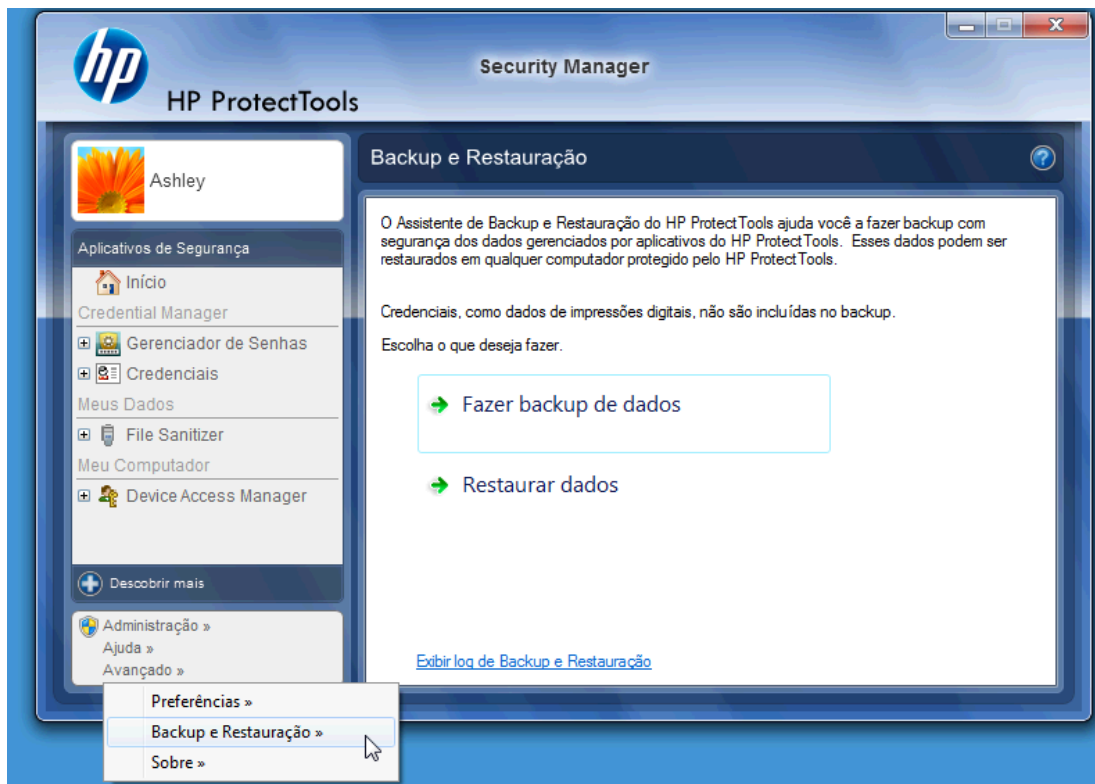 hp
HP ProtectTools
Security Manager
Ashley
Aplicativos de Segurança
Início
Credential Manager
Gerenciador de Senhas
Credenciais
Meus Dados
File Sanitizer
Meu Computador
Device Access Manager
Descobrir mais
Administração »
Ajuda »
Avançado »
Preferências »
Backup e Restauração »
Sobre »
Backup e Restauração
?
O Assistente de Backup e Restauração do HP ProtectTools ajuda você a fazer backup com
segurança dos dados gerenciados por aplicativos do HP ProtectTools. Esses dados podem ser
restaurados em qualquer computador protegido pelo HP ProtectTools.
Credenciais, como dados de impressões digitais, não são incluídas no backup.
Escolha o que deseja fazer.
Fazer backup de dados
Restaurar dados
Exibir log de Backup e Restauração